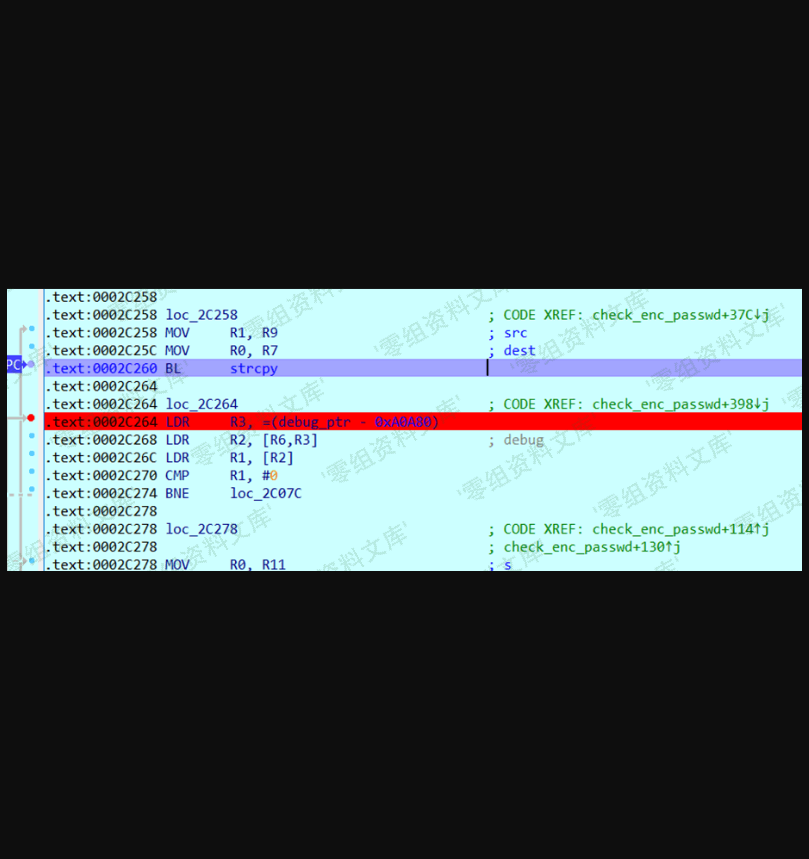 .text:0002C258
.text:0002C258 loc_2C258 ; CODE XREF: check_enc_passwd+37C↓j
.text:0002C258 MOV R1, R9 ; src
.text:0002C25C MOV R0, R7 ; dest
PC .text:0002C260 BL strcpy
.text:0002C264
.text:0002C264 loc_2C264 ; CODE XREF: check_enc_passwd+398↓j
.text:0002C264 LDR R3, =(debug_ptr - 0xA0A80)
.text:0002C268 LDR R2, [R6,R3] ; debug
.text:0002C26C LDR R1, [R2]
.text:0002C270 CMP R1, #0
.text:0002C274 BNE loc_2C07C
.text:0002C278
.text:0002C278 loc_2C278 ; CODE XREF: check_enc_passwd+114↑j
.text:0002C278 ; check_enc_passwd+130↑j
.text:0002C278 MOV R0, R11 ; s
'零组资料文库'